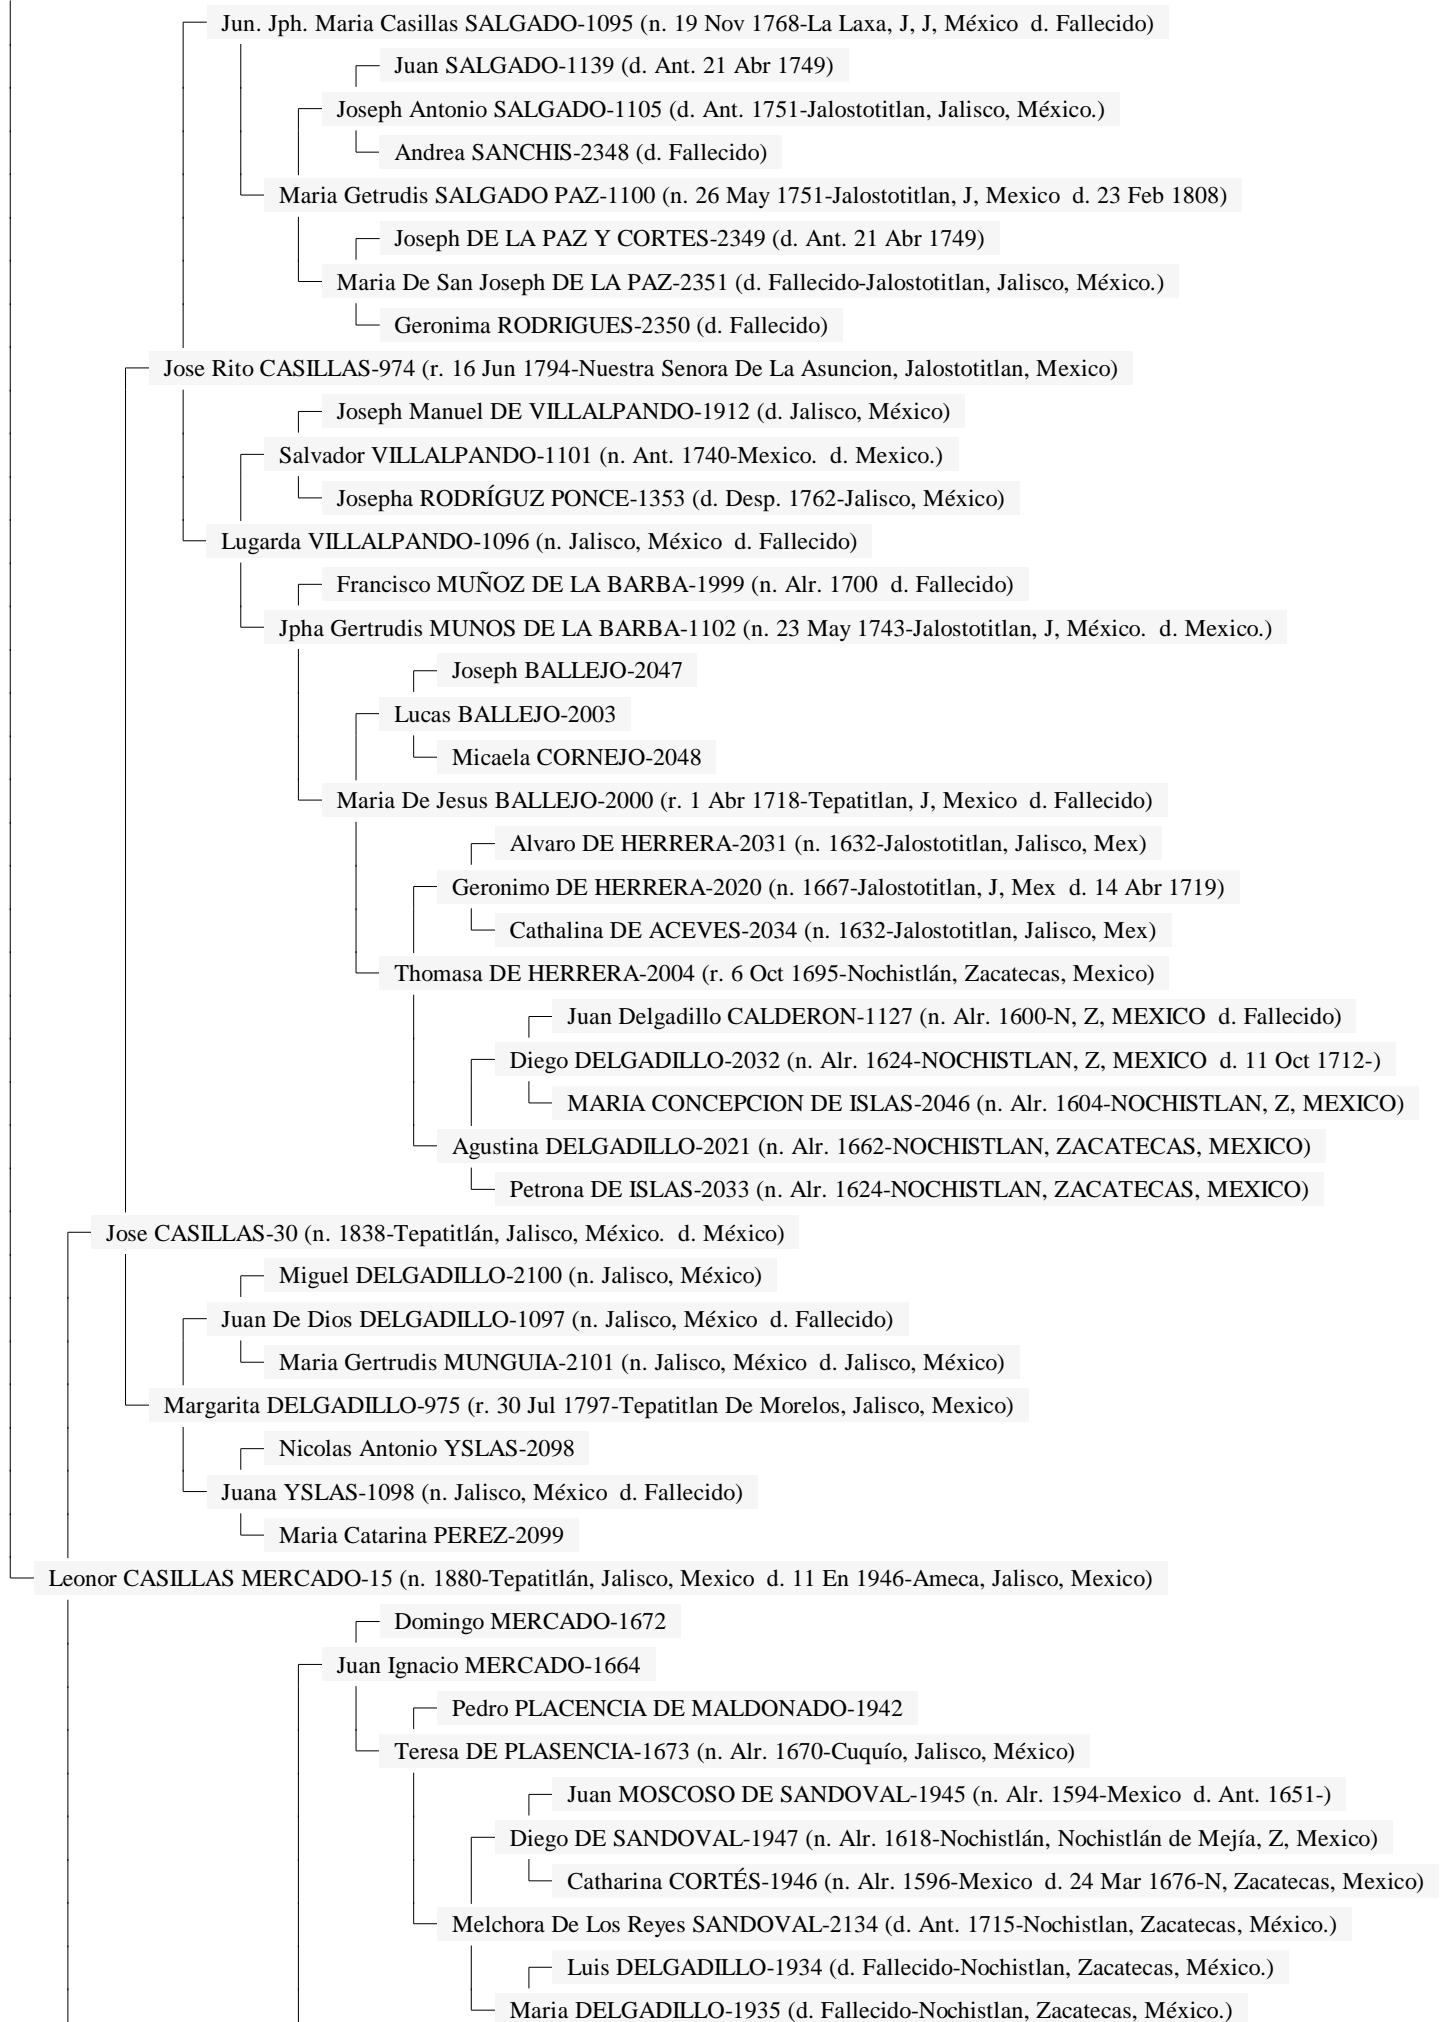 Jun. Jph. Maria Casillas SALGADO-1095 (n. 19 Nov 1768-La Laxa, J, J, México d. Fallecido)
Juan SALGADO-1139 (d. Ant. 21 Abr 1749)
Joseph Antonio SALGADO-1105 (d. Ant. 1751-Jalostotitlan, Jalisco, México.)
Andrea SANCHIS-2348 (d. Fallecido)
Maria Getrudis SALGADO PAZ-1100 (n. 26 May 1751-Jalostotitlan, J, Mexico d. 23 Feb 1808)
Joseph DE LA PAZ Y CORTES-2349 (d. Ant. 21 Abr 1749)
Maria De San Joseph DE LA PAZ-2351 (d. Fallecido-Jalostotitlan, Jalisco, México.)
Geronima RODRIGUES-2350 (d. Fallecido)
Jose Rito CASILLAS-974 (r. 16 Jun 1794-Nuestra Senora De La Asuncion, Jalostotitlan, Mexico)
Joseph Manuel DE VILLALPANDO-1912 (d. Jalisco, México)
Salvador VILLALPANDO-1101 (n. Ant. 1740-Mexico. d. Mexico.)
Josepha RODRÍGUZ PONCE-1353 (d. Desp. 1762-Jalisco, México)
Lugarda VILLALPANDO-1096 (n. Jalisco, México d. Fallecido)
Francisco MUÑOZ DE LA BARBA-1999 (n. Alr. 1700 d. Fallecido)
Jpha Gertrudis MUNOS DE LA BARBA-1102 (n. 23 May 1743-Jalostotitlan, J, México. d. Mexico.)
Joseph BALLEJO-2047
Lucas BALLEJO-2003
Micaela CORNEJO-2048
Maria De Jesus BALLEJO-2000 (r. 1 Abr 1718-Tepatitlan, J, Mexico d. Fallecido)
Alvaro DE HERRERA-2031 (n. 1632-Jalostotitlan, Jalisco, Mex)
Geronimo DE HERRERA-2020 (n. 1667-Jalostotitlan, J, Mex d. 14 Abr 1719)
Cathalina DE ACEVES-2034 (n. 1632-Jalostotitlan, Jalisco, Mex)
Thomasa DE HERRERA-2004 (r. 6 Oct 1695-Nochistlán, Zacatecas, Mexico)
Juan Delgadillo CALDERON-1127 (n. Alr. 1600-N, Z, MEXICO d. Fallecido)
Diego DELGADILLO-2032 (n. Alr. 1624-NOCHISTLAN, Z, MEXICO d. 11 Oct 1712-)
MARIA CONCEPCION DE ISLAS-2046 (n. Alr. 1604-NOCHISTLAN, Z, MEXICO)
Agustina DELGADILLO-2021 (n. Alr. 1662-NOCHISTLAN, ZACATECAS, MEXICO)
Petrona DE ISLAS-2033 (n. Alr. 1624-NOCHISTLAN, ZACATECAS, MEXICO)
Jose CASILLAS-30 (n. 1838-Tepatitlán, Jalisco, México. d. México)
Miguel DELGADILLO-2100 (n. Jalisco, México)
Juan De Dios DELGADILLO-1097 (n. Jalisco, México d. Fallecido)
Maria Gertrudis MUNGUIA-2101 (n. Jalisco, México d. Jalisco, México)
Margarita DELGADILLO-975 (r. 30 Jul 1797-Tepatitlan De Morelos, Jalisco, Mexico)
Nicolas Antonio YSLAS-2098
Juana YSLAS-1098 (n. Jalisco, México d. Fallecido)
Maria Catarina PEREZ-2099
Leonor CASILLAS MERCADO-15 (n. 1880-Tepatitlán, Jalisco, Mexico d. 11 En 1946-Ameca, Jalisco, Mexico)
Domingo MERCADO-1672
Juan Ignacio MERCADO-1664
Pedro PLACENCIA DE MALDONADO-1942
Teresa DE PLASENCIA-1673 (n. Alr. 1670-Cuquío, Jalisco, México)
Juan MOSCOSO DE SANDOVAL-1945 (n. Alr. 1594-Mexico d. Ant. 1651-)
Diego DE SANDOVAL-1947 (n. Alr. 1618-Nochistlán, Nochistlán de Mejía, Z, Mexico)
Catharina CORTÉS-1946 (n. Alr. 1596-Mexico d. 24 Mar 1676-N, Zacatecas, Mexico)
Melchora De Los Reyes SANDOVAL-2134 (d. Ant. 1715-Nochistlan, Zacatecas, México.)
Luis DELGADILLO-1934 (d. Fallecido-Nochistlan, Zacatecas, México.)
Maria DELGADILLO-1935 (d. Fallecido-Nochistlan, Zacatecas, México.)